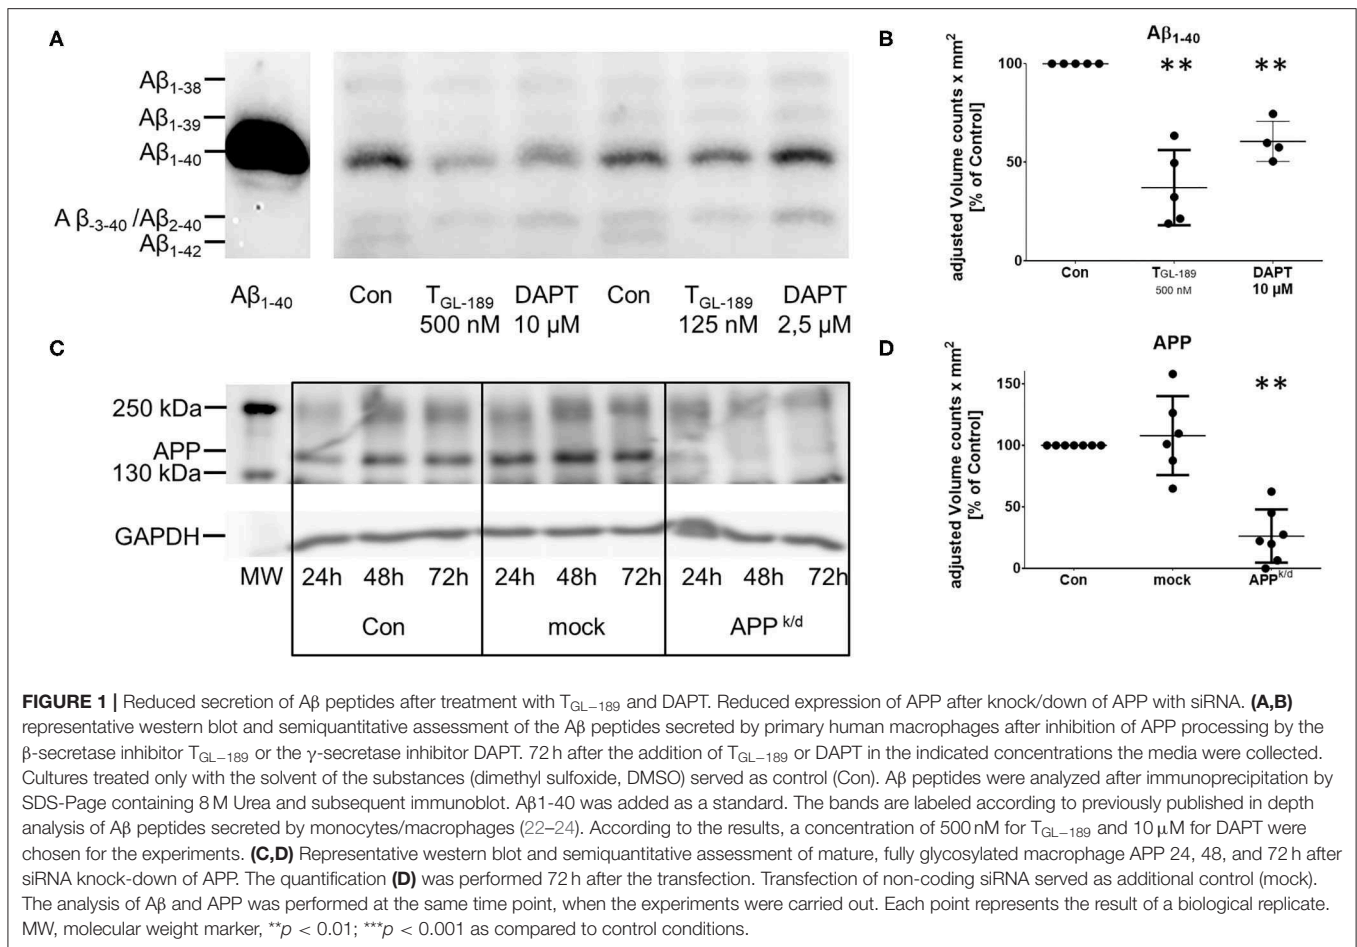 A
Aβ1-38
Aβ1-39
Aβ1-40
A β-3-40 /Aβ2-40
Aβ1-42
Aβ1-40 Con TGL-189 DAPT Con TGL-189 DAPT
500 nM 10 µM 125 nM 2,5 µM
B
Aβ1-40
adjusted Volume counts x mm2
[% of Control]
100
50
0
** **
Con TGL-189 DAPT
500 nM 10 µM
C
250 kDa
APP
130 kDa
GAPDH
MW 24h 48h 72h 24h 48h 72h 24h 48h 72h
Con mock APP k/d
D
APP
adjusted Volume counts x mm2
[% of Control]
150
100
50
0
**
Con mock APPk/d
FIGURE 1 | Reduced secretion of Aβ peptides after treatment with TGL−189 and DAPT. Reduced expression of APP after knock/down of APP with siRNA. (A,B)
representative western blot and semiquantitative assessment of the Aβ peptides secreted by primary human macrophages after inhibition of APP processing by the
β-secretase inhibitor TGL−189 or the γ-secretase inhibitor DAPT. 72 h after the addition of TGL−189 or DAPT in the indicated concentrations the media were collected.
Cultures treated only with the solvent of the substances (dimethyl sulfoxide, DMSO) served as control (Con). Aβ peptides were analyzed after immunoprecipitation by
SDS-Page containing 8 M Urea and subsequent immunoblot. Aβ1-40 was added as a standard. The bands are labeled according to previously published in depth
analysis of Aβ peptides secreted by monocytes/macrophages (22–24). According to the results, a concentration of 500 nM for TGL−189 and 10 µM for DAPT were
chosen for the experiments. (C,D) Representative western blot and semiquantitative assessment of mature, fully glycosylated macrophage APP 24, 48, and 72 h after
siRNA knock-down of APP. The quantification (D) was performed 72 h after the transfection. Transfection of non-coding siRNA served as additional control (mock).
The analysis of Aβ and APP was performed at the same time point, when the experiments were carried out. Each point represents the result of a biological replicate.
MW, molecular weight marker, **p < 0.01; ***p < 0.001 as compared to control conditions.